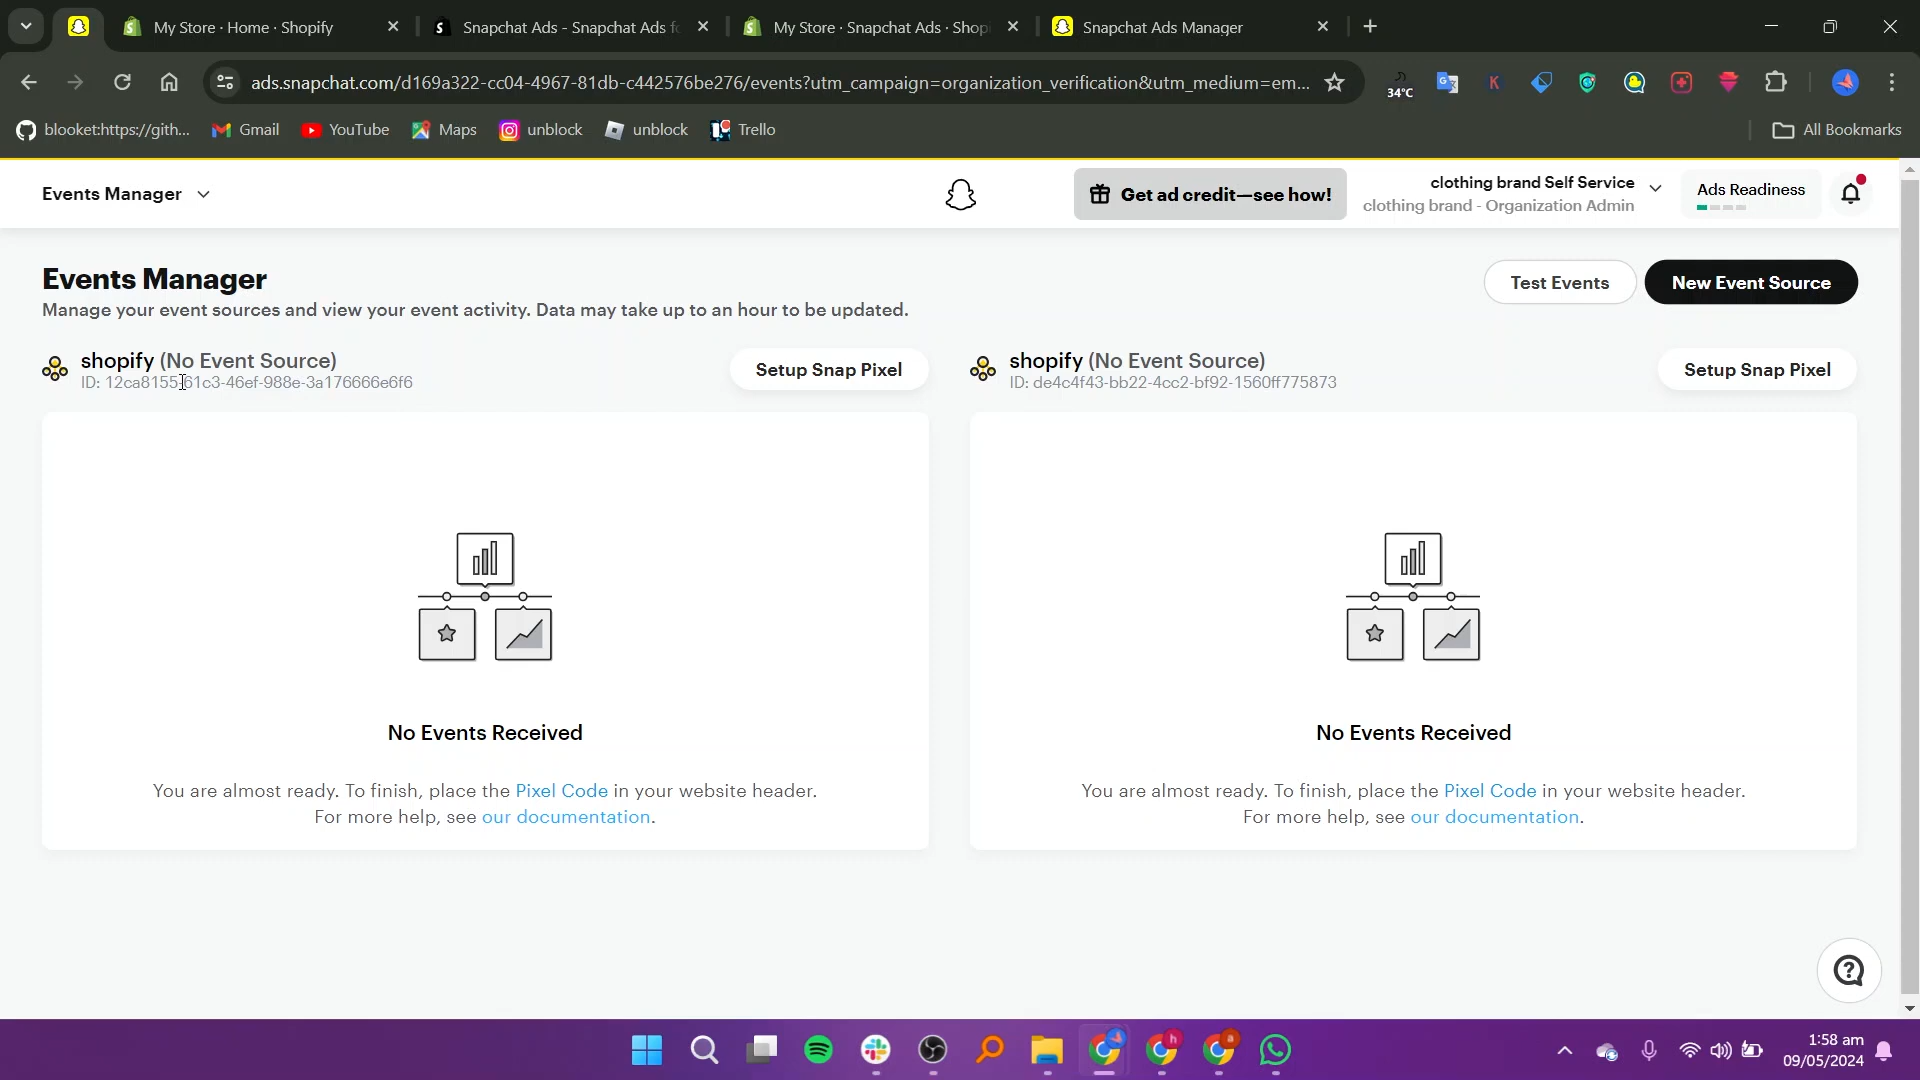 My Store · Home · Shopify
Snapchat Ads - Snapchat Ads fo
My Store · Snapchat Ads · Shop
Snapchat Ads Manager
ads.snapchat.com/d169a322-cc04-4967-81db-c442576be276/events?utm_campaign=organization_verification&utm_medium=em...
34°C
blooket:https://gith...
Gmail
YouTube
Maps
unblock
unblock
Trello
All Bookmarks
Events Manager
Get ad credit—see how!
clothing brand Self Service
clothing brand - Organization Admin
Ads Readiness
Events Manager
Manage your event sources and view your event activity. Data may take up to an hour to be updated.
Test Events
New Event Source
shopify (No Event Source)
ID: 12ca8155-61c3-46ef-988e-3a176666e6f6
Setup Snap Pixel
shopify (No Event Source)
ID: de4c4f43-bb22-4cc2-bf92-1560ff775873
Setup Snap Pixel
No Events Received
You are almost ready. To finish, place the Pixel Code in your website header.
For more help, see our documentation.
No Events Received
You are almost ready. To finish, place the Pixel Code in your website header.
For more help, see our documentation.
1:58 am
09/05/2024